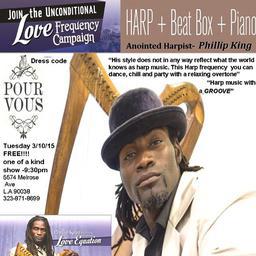 JOIN the UNCONDITIONAL
Love Frequency
CAMPAIGN
HARP + Beat Box + Piano
Anointed Harpist- Phillip King
Dress code
"His style does not in any way reflect what the world
knows as harp music. This Harp frequency you can
dance, chill and party with a relaxing overtone"
"Harp music with
a GROOVE"
POUR
VOUS
Tuesday 3/10/15
FREE!!!!
one of a kind
show -9:30pm
5574 Melrose
Ave
L.A 90038
323-871-8699
Love Equation